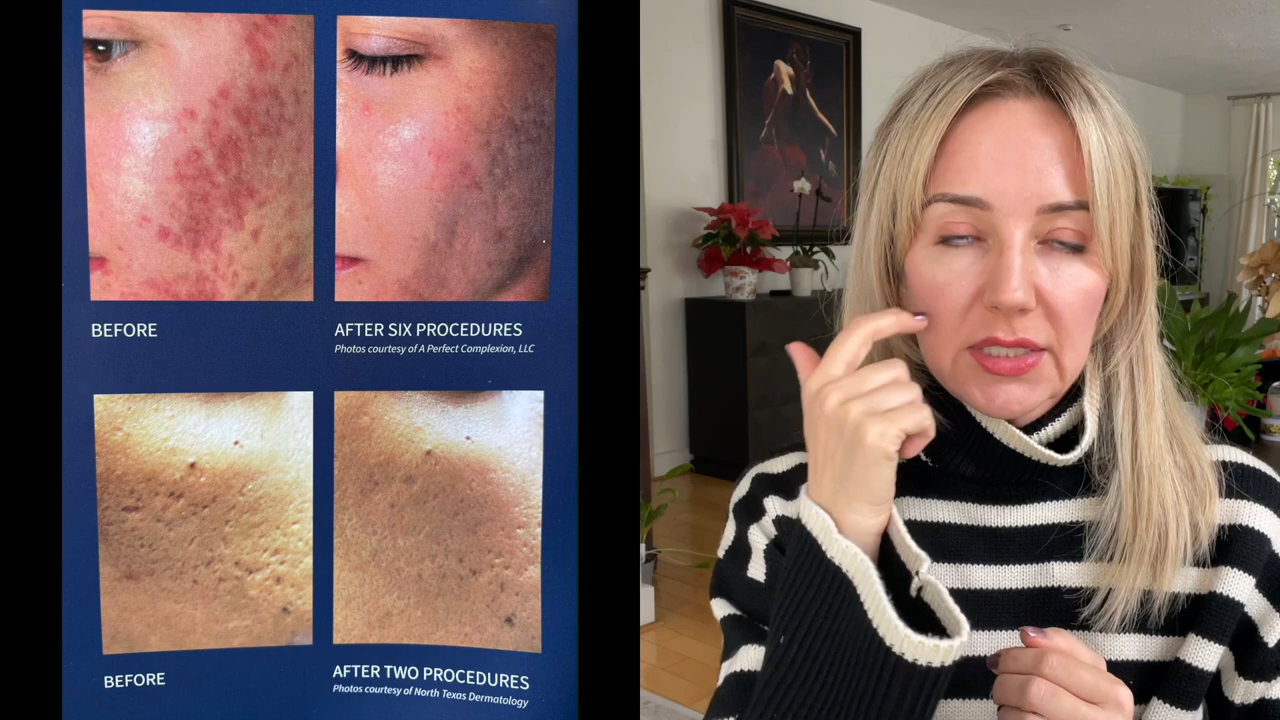 BEFORE
AFTER SIX PROCEDURES
Photos courtesy of A Perfect Complexion, LLC
BEFORE
AFTER TWO PROCEDURES
Photos courtesy of North Texas Dermatology